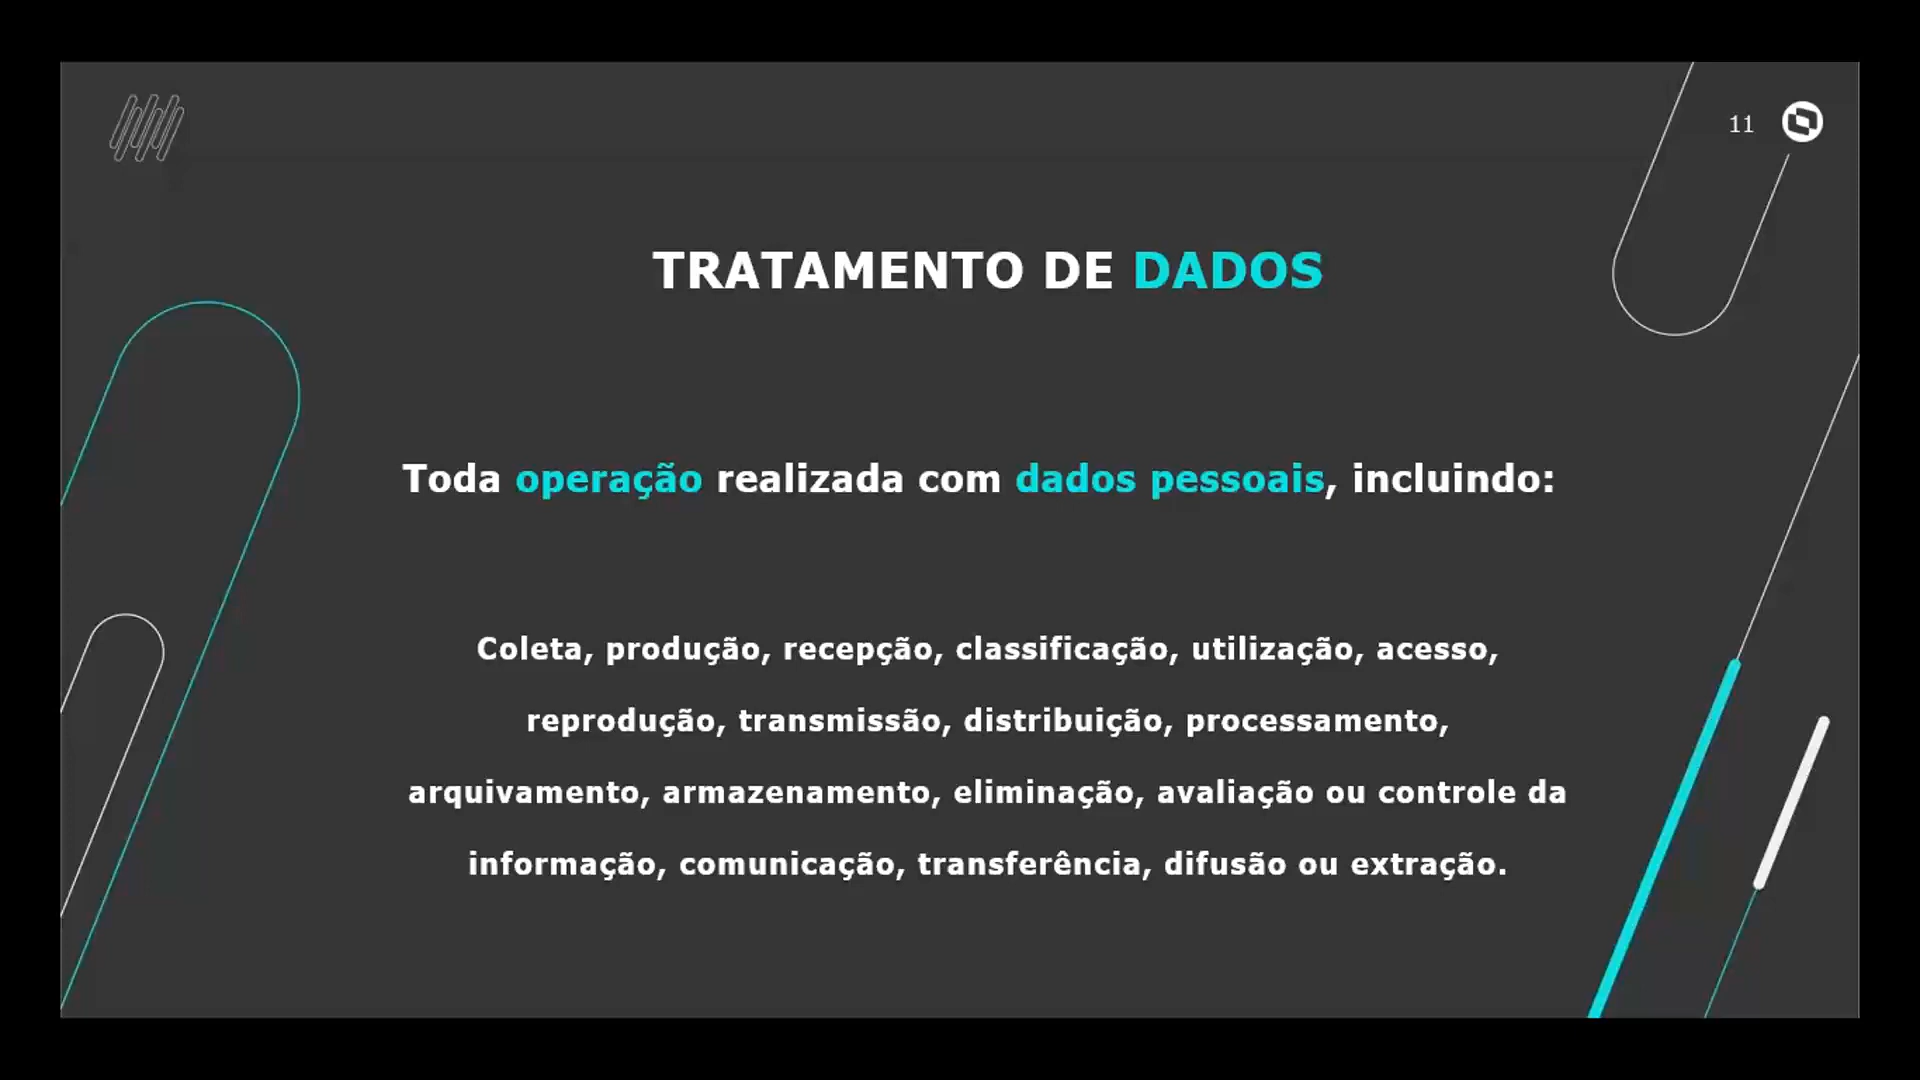 11
TRATAMENTO DE DADOS
Toda operação realizada com dados pessoais, incluindo:
Coleta, produção, recepção, classificação, utilização, acesso,
reprodução, transmissão, distribuição, processamento,
arquivamento, armazenamento, eliminação, avaliação ou controle da
informação, comunicação, transferência, difusão ou extração.